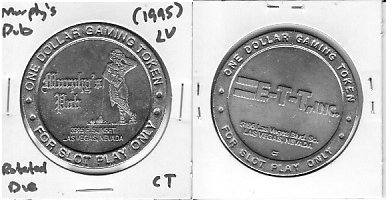 Murphy's
Pub
(1995)
LV
ONE DOLLAR GAMING TOKEN
Murphy's
Pub
LAS VEGAS, NEVADA
FOR SLOT PLAY ONLY
Rotated
Die
CT
ONE DOLLAR GAMING TOKEN
E-T-T, INC.
LAS VEGAS, NEVADA
FOR SLOT PLAY ONLY